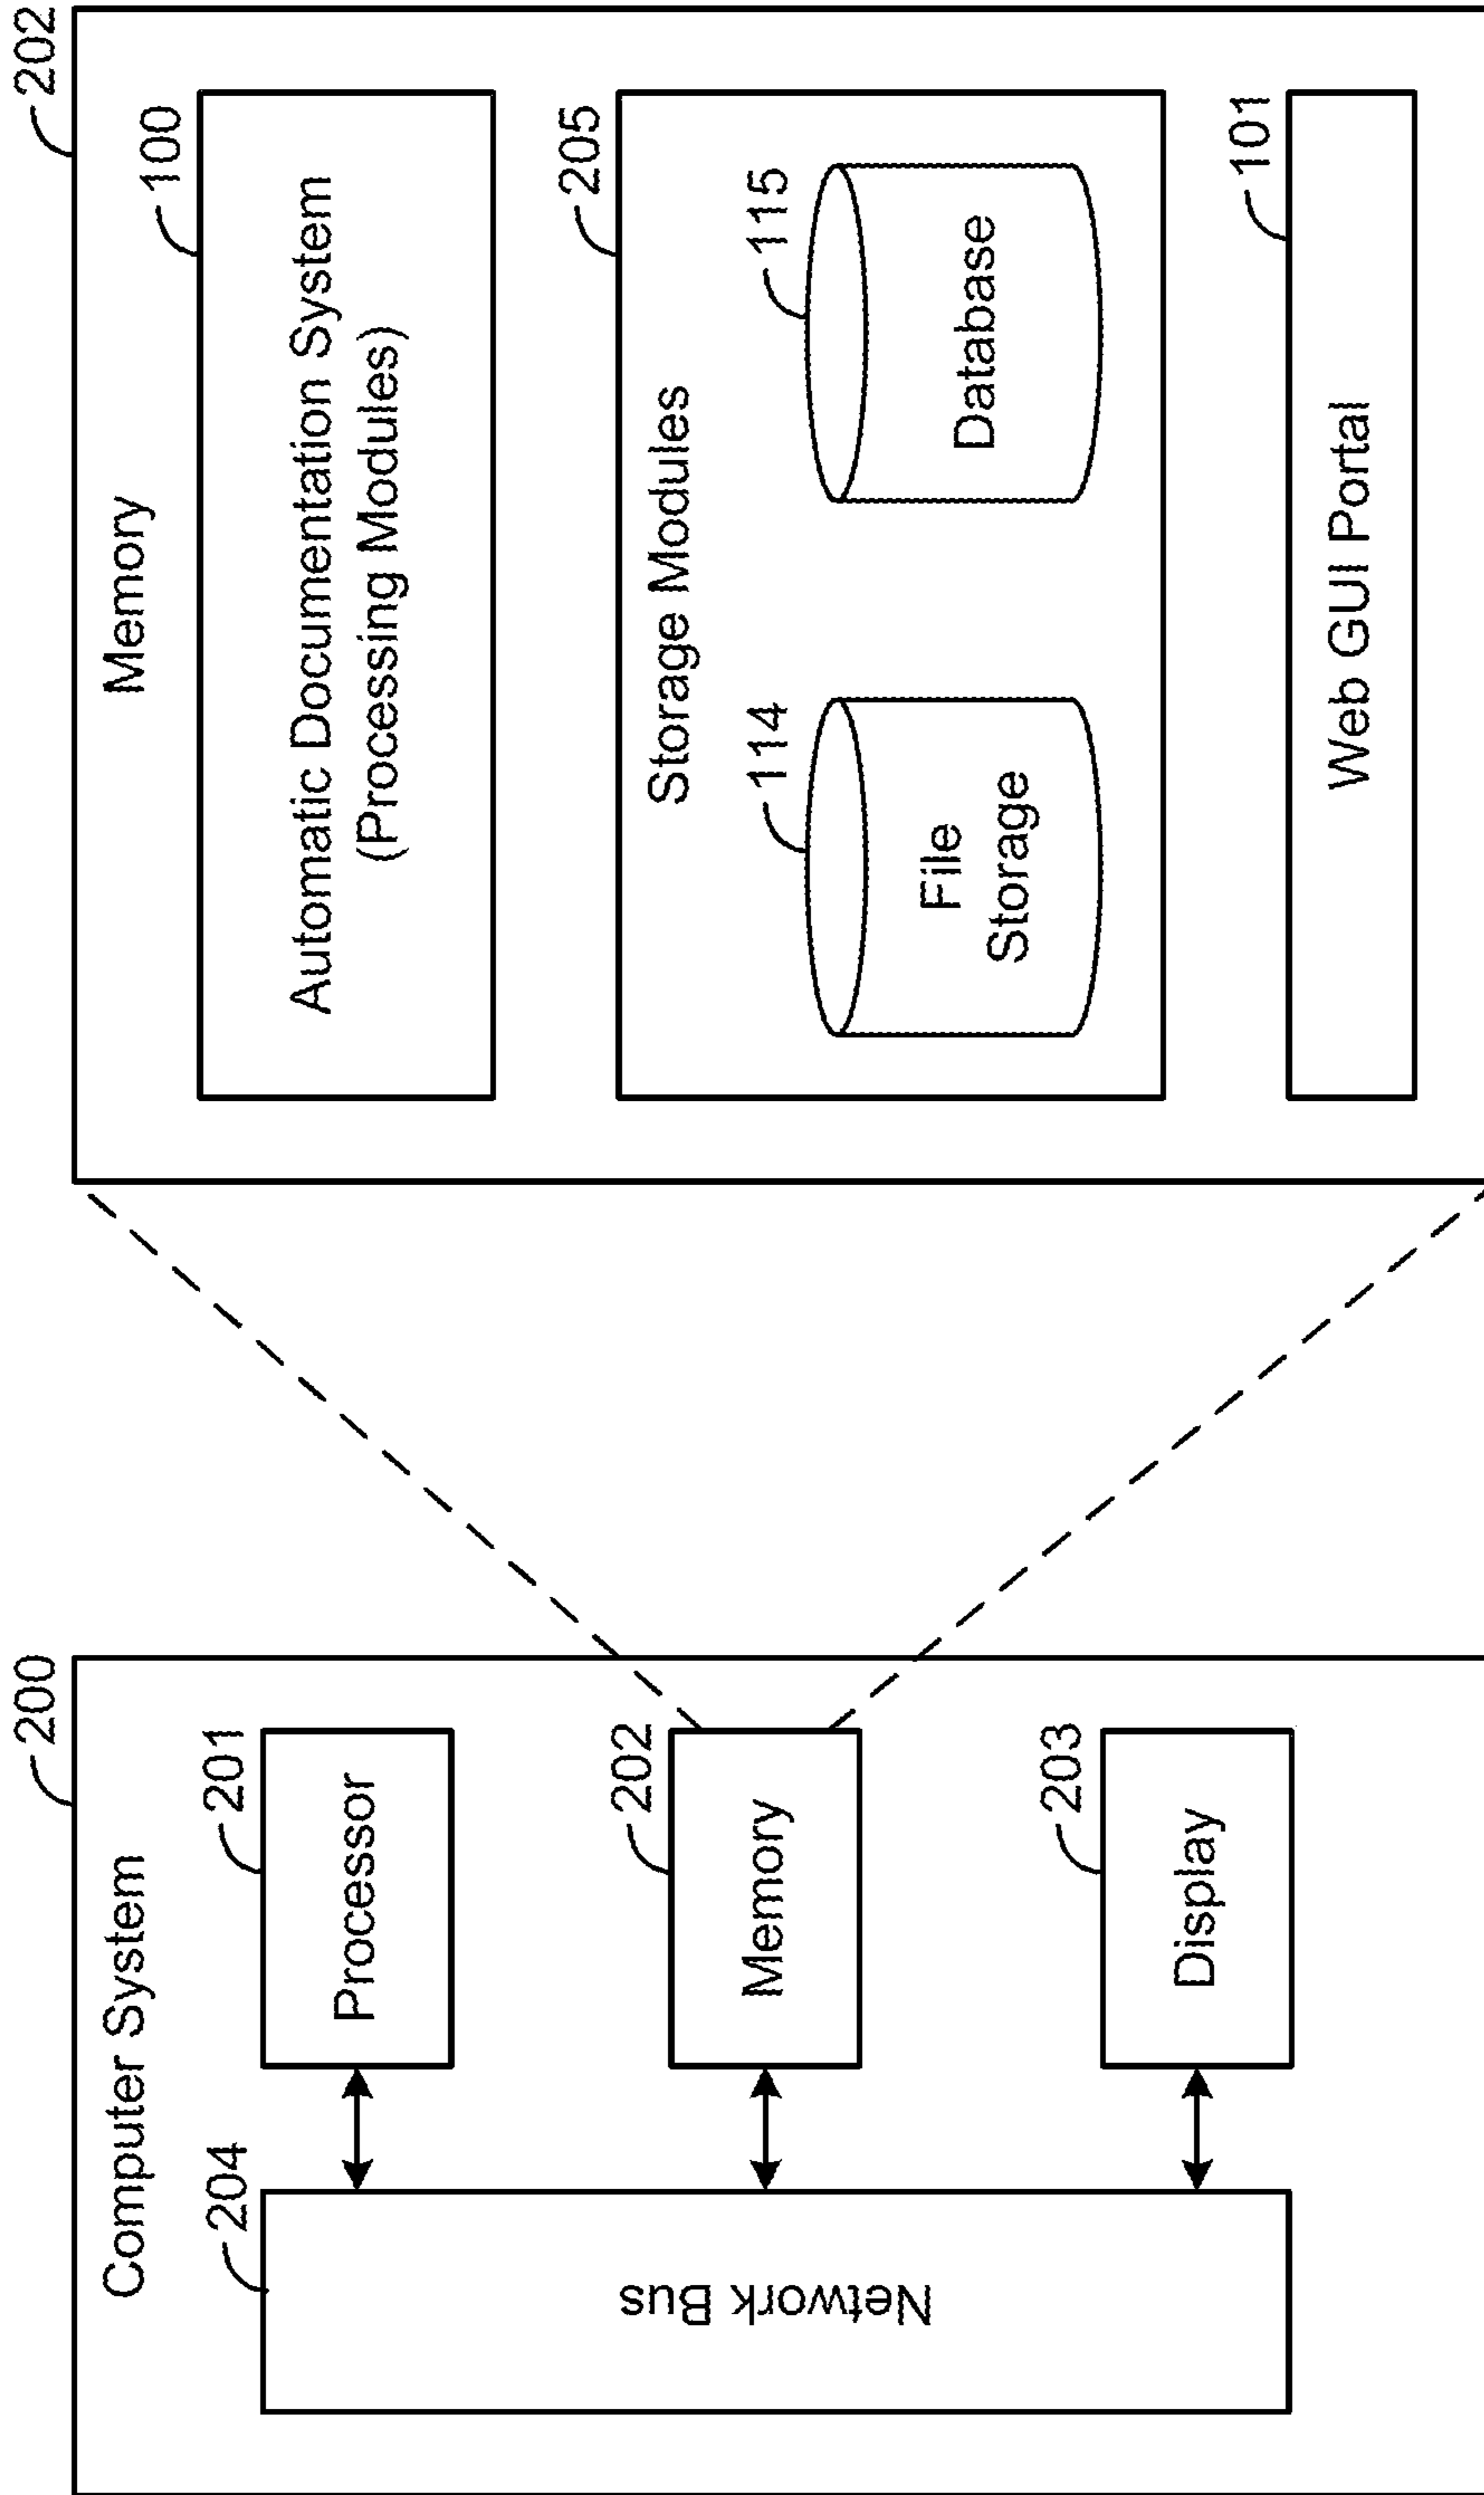 200
Computer System
204
Network Bus
201
Processor
202
Memory
203
Display
202
Memory
100
Automatic Documentation System
(Processing Modules)
205
Storage Modules
114
File
Storage
115
Database
101
Web GUI Portal